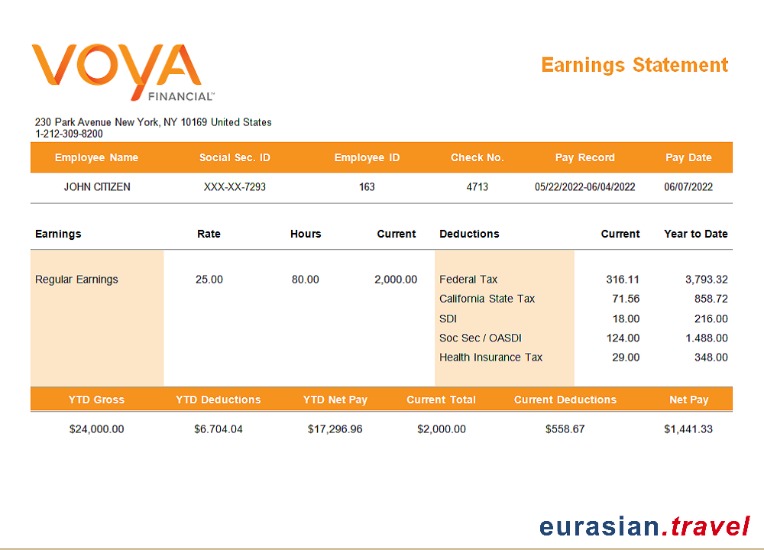 VOYA
FINANCIAL™
Earnings Statement
230 Park Avenue New York, NY 10169 United States
1-212-309-8200
Employee Name Social Sec. ID Employee ID Check No. Pay Record Pay Date
JOHN CITIZEN XXX-XX-7293 163 4713 05/22/2022-06/04/2022 06/07/2022
Earnings Rate Hours Current Deductions Current Year to Date
Regular Earnings 25.00 80.00 2,000.00 Federal Tax 316.11 3,793.32
California State Tax 71.56 858.72
SDI 18.00 216.00
Soc Sec / OASDI 124.00 1.488.00
Health Insurance Tax 29.00 348.00
YTD Gross YTD Deductions YTD Net Pay Current Total Current Deductions Net Pay
$24,000.00 $6.704.04 $17,296.96 $2,000.00 $558.67 $1,441.33
eurasian.travel